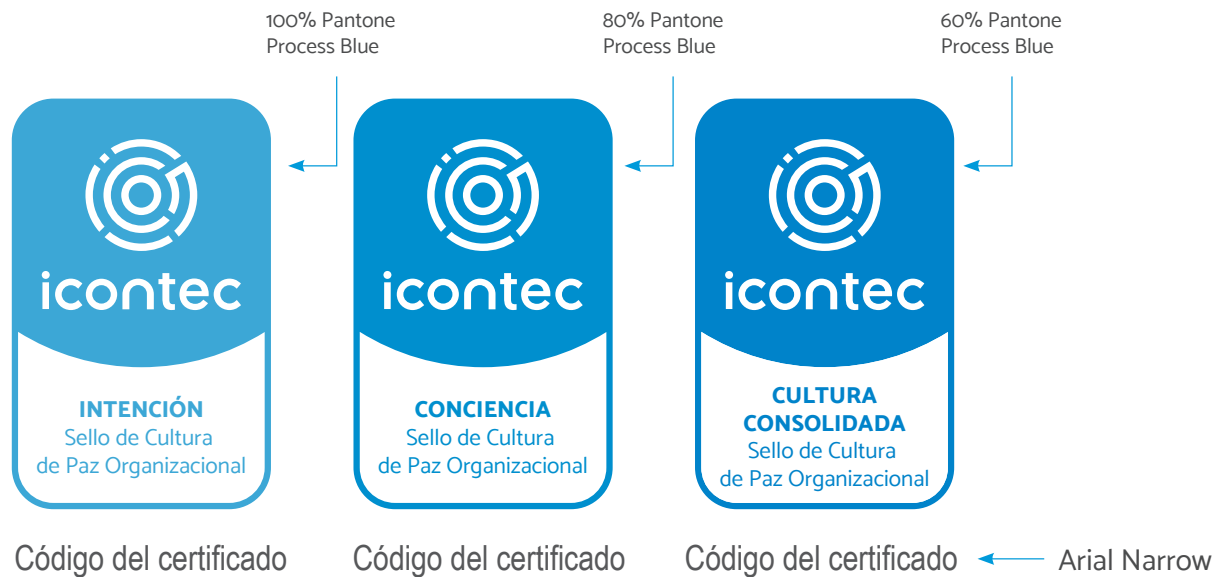 100% Pantone
Process Blue
80% Pantone
Process Blue
60% Pantone
Process Blue
icontec
INTENCIÓN
Sello de Cultura
de Paz Organizacional
icontec
CONCIENCIA
Sello de Cultura
de Paz Organizacional
icontec
CULTURA
CONSOLIDADA
Sello de Cultura
de Paz Organizacional
Código del certificado
Código del certificado
Código del certificado
Arial Narrow